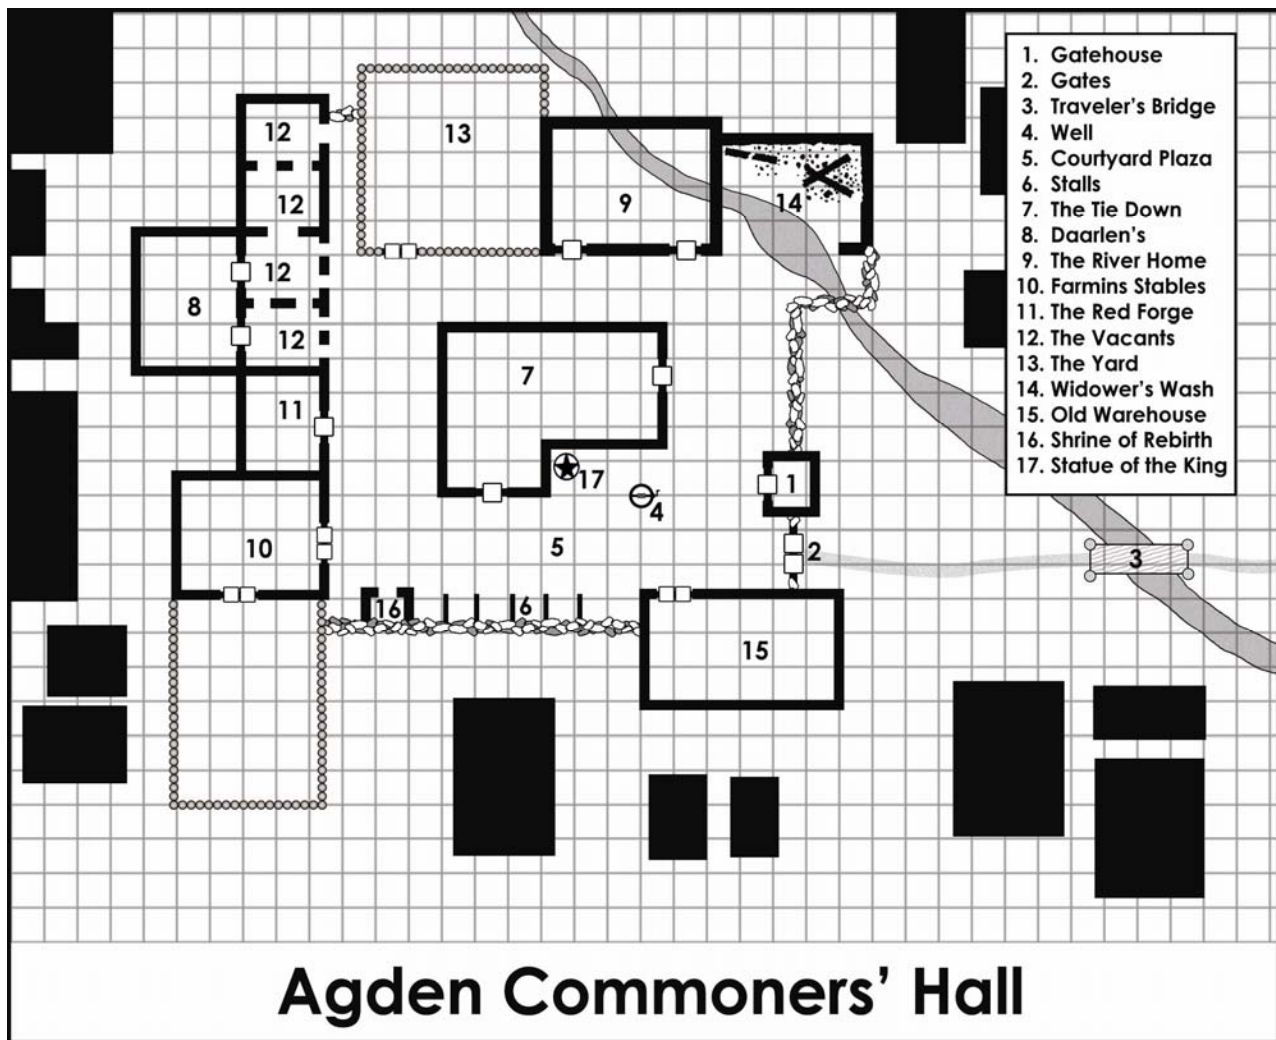 1. Gatehouse
2. Gates
3. Traveler's Bridge
4. Well
5. Courtyard Plaza
6. Stalls
7. The Tie Down
8. Daarlen's
9. The River Home
10. Farmins Stables
11. The Red Forge
12. The Vacants
13. The Yard
14. Widower's Wash
15. Old Warehouse
16. Shrine of Rebirth
17. Statue of the King
12
13
12
9
14
12
8
12
7
11
17
1
4
10
5
2
3
16
6
15
Agden Commoners' Hall